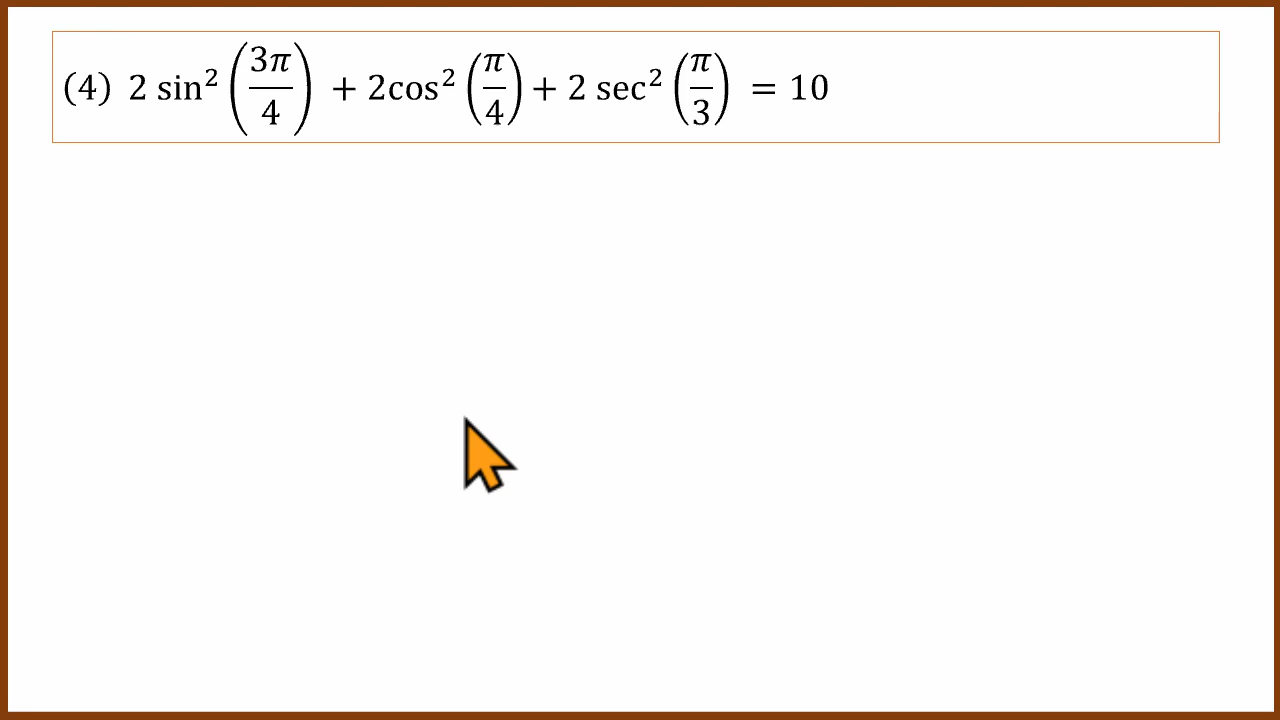 (4) 2 sin² (3π/4) + 2cos² (π/4) + 2 sec² (π/3) = 10